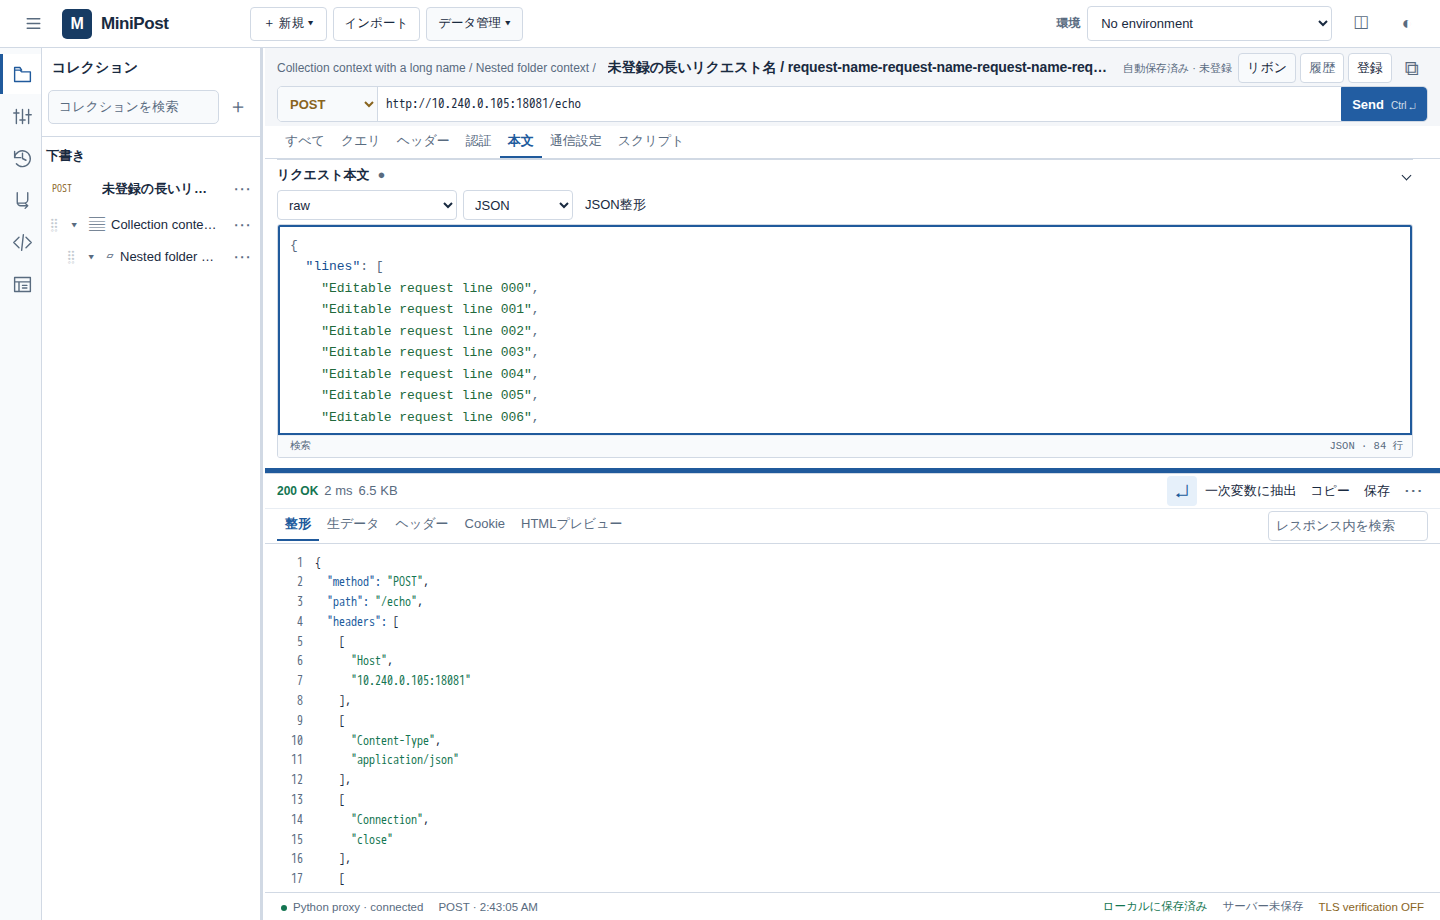 M MiniPost ＋ 新規 ▾ インポート データ管理 ▾ 環境 No environment
コレクション
コレクションを検索 ＋
下書き
POST 未登録の長いリ… ···
Collection conte… ···
Nested folder … ···
Collection context with a long name / Nested folder context / 未登録の長いリクエスト名 / request-name-request-name-request-name-req… 自動保存済み · 未登録 リボン 履歴 登録
POST http://10.240.0.105:18081/echo Send Ctrl
すべて クエリ ヘッダー 認証 本文 通信設定 スクリプト
リクエスト本文 ●
raw JSON JSON整形
{
"lines": [
"Editable request line 000",
"Editable request line 001",
"Editable request line 002",
"Editable request line 003",
"Editable request line 004",
"Editable request line 005",
"Editable request line 006",
検索 JSON · 84 行
200 OK 2 ms 6.5 KB 一次変数に抽出 コピー 保存 ···
整形 生データ ヘッダー Cookie HTMLプレビュー レスポンス内を検索
1 {
2 "method": "POST",
3 "path": "/echo",
4 "headers": [
5 [
6 "Host",
7 "10.240.0.105:18081"
8 ],
9 [
10 "Content-Type",
11 "application/json"
12 ],
13 [
14 "Connection",
15 "close"
16 ],
17 [
● Python proxy · connected POST · 2:43:05 AM ローカルに保存済み サーバー未保存 TLS verification OFF